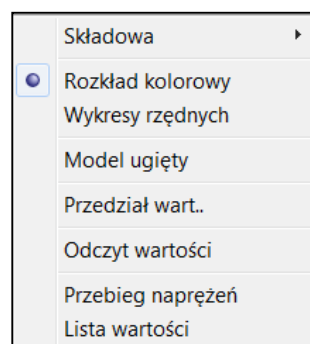 Składowa
Rozkład kolorowy
Wykresy rzędnych
Model ugięty
Przedział wart..
Odczyt wartości
Przebieg naprężeń
Lista wartości